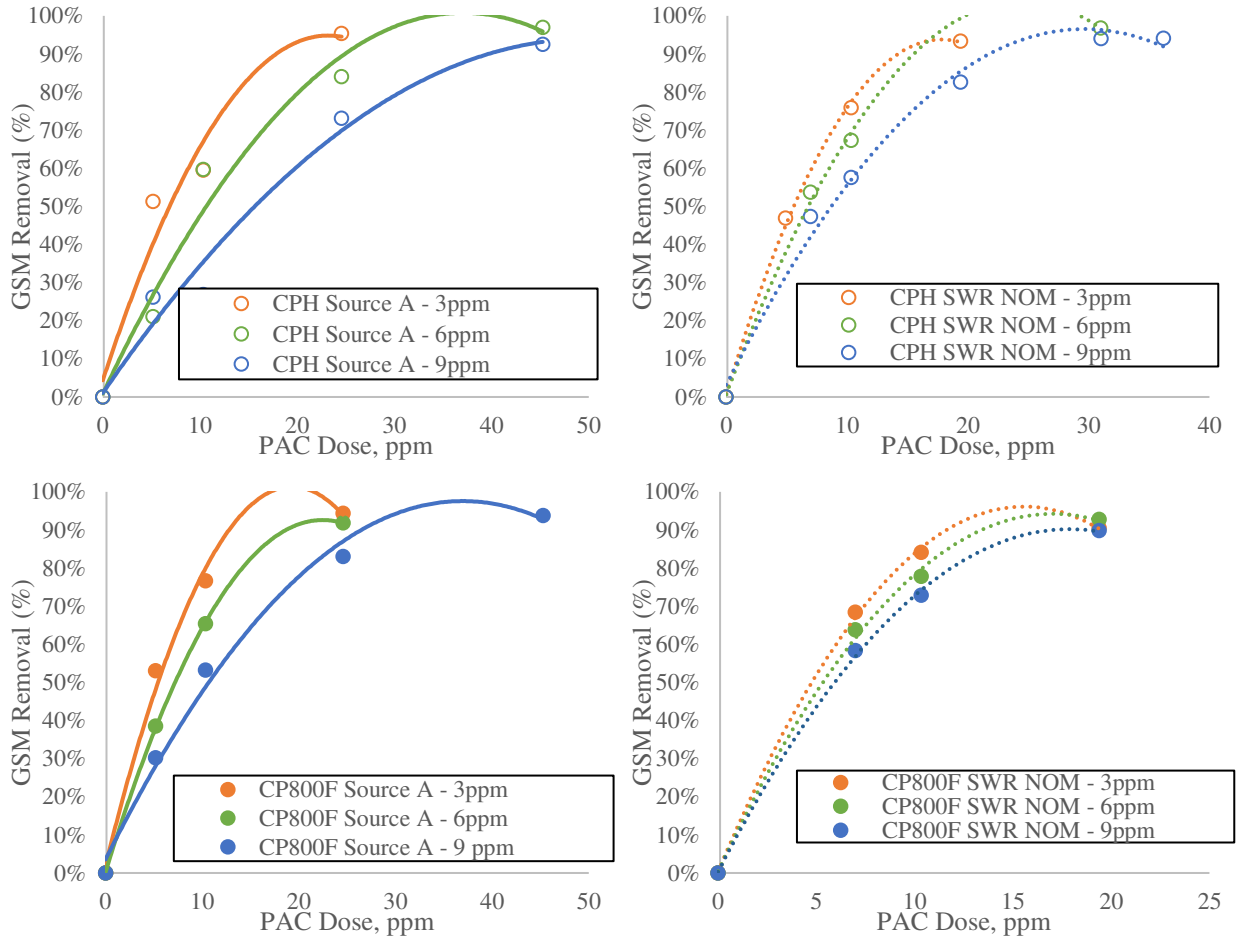 100%
90%
80%
70%
60%
50%
40%
30%
20%
10%
0%
GSM Removal (%)
CPH Source A - 3ppm
CPH Source A - 6ppm
CPH Source A - 9ppm
0 10 20 30 40 50
PAC Dose, ppm
100%
90%
80%
70%
60%
50%
40%
30%
20%
10%
0%
GSM Removal (%)
CPH SWR NOM - 3ppm
CPH SWR NOM - 6ppm
CPH SWR NOM - 9ppm
0 10 20 30 40
PAC Dose, ppm
100%
90%
80%
70%
60%
50%
40%
30%
20%
10%
0%
GSM Removal (%)
CP800F Source A - 3ppm
CP800F Source A - 6ppm
CP800F Source A - 9 ppm
0 10 20 30 40 50
PAC Dose, ppm
100%
90%
80%
70%
60%
50%
40%
30%
20%
10%
0%
GSM Removal (%)
CP800F SWR NOM - 3ppm
CP800F SWR NOM - 6ppm
CP800F SWR NOM - 9ppm
0 5 10 15 20 25
PAC Dose, ppm